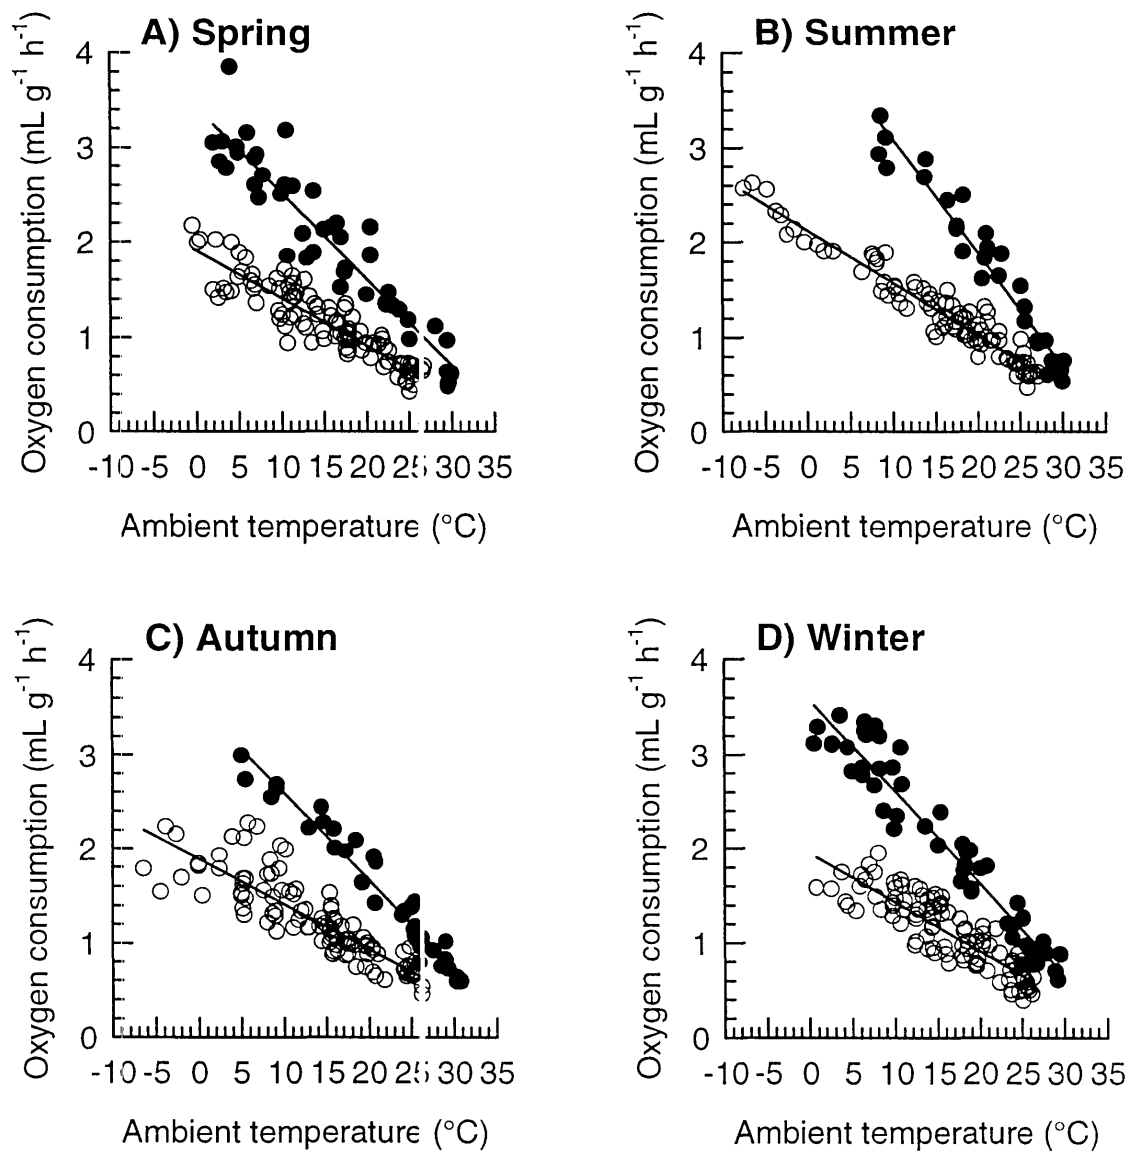 A) Spring
Oxygen consumption (mL g⁻¹ h⁻¹)
4
3
2
1
0
-10 -5 0 5 10 15 20 25 30 35
Ambient temperature (°C)
B) Summer
Oxygen consumption (mL g⁻¹ h⁻¹)
4
3
2
1
0
-10 -5 0 5 10 15 20 25 30 35
Ambient temperature (°C)
C) Autumn
Oxygen consumption (mL g⁻¹ h⁻¹)
4
3
2
1
0
-10 -5 0 5 10 15 20 25 30 35
Ambient temperature (°C)
D) Winter
Oxygen consumption (mL g⁻¹ h⁻¹)
4
3
2
1
0
-10 -5 0 5 10 15 20 25 30 35
Ambient temperature (°C)